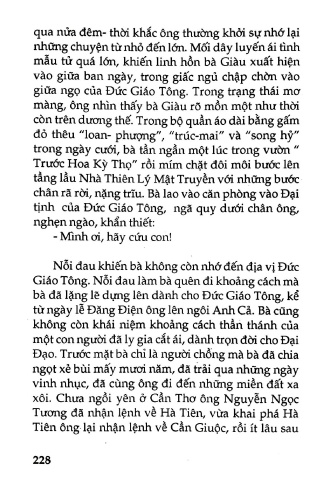 qua nửa đêm- thời khắc ông thường khởi sự nhớ lại
những chuyện từ nhỏ đến lớn. Mối dây luyến ái tình
mẫu tử quá lớn, khiến linh hồn bà Giàu xuất hiện
vào giữa ban ngày, trong giấc ngủ chập chờn vào
giữa ngọ của Đức Giáo Tông. Trong trạng thái mơ
màng, ông nhìn thấy bà Giàu rõ mồn một như thời
còn trên dương thế. Trong bộ quần áo dài bằng gấm
đỏ thêu "loan- phượng", "trúc-mai" và "song hỷ"
trong ngày cưới, bà tần ngần một lúc trong vườn "
Trước Hoa Kỳ Thọ" rồi mím chặt đôi môi bước lên
tầng lầu Nhà Thiên Lý Mật Truyền với những bước
chân rã rời, nặng trĩu. Bà lao vào căn phòng vào Đại
tịnh của Đức Giáo Tông, ngã quỵ dưới chân ông,
nghẹn ngào, khẩn thiết:
- Mình ơi, hãy cứu con!
Nỗi đau khiến bà không còn nhớ đến địa vị Đức
Giáo Tông. Nỗi đau làm bà quên đi khoảng cách mà
bà đã lặng lẽ dựng lên dành cho Đức Giáo Tông, kể
từ ngày lễ Đăng Điện ông lên ngôi Anh Cả. Bà cũng
không còn khái niệm khoảng cách thần thánh của
một con người đã ly gia cắt ái, dành trọn đời cho Đại
Đạo. Trước mặt bà chỉ là người chồng mà bà đã chia
ngọt xẻ bùi mấy mươi năm, đã trải qua những ngày
vinh nhục, đã cùng ông đi đến những miền đất xa
xôi. Chưa ngồi yên ở Cần Thơ ông Nguyễn Ngọc
Tương đã nhận lệnh về Hà Tiên, vừa khai phá Hà
Tiên ông lại nhận lệnh về Cần Giuộc, rồi ít lâu sau
228